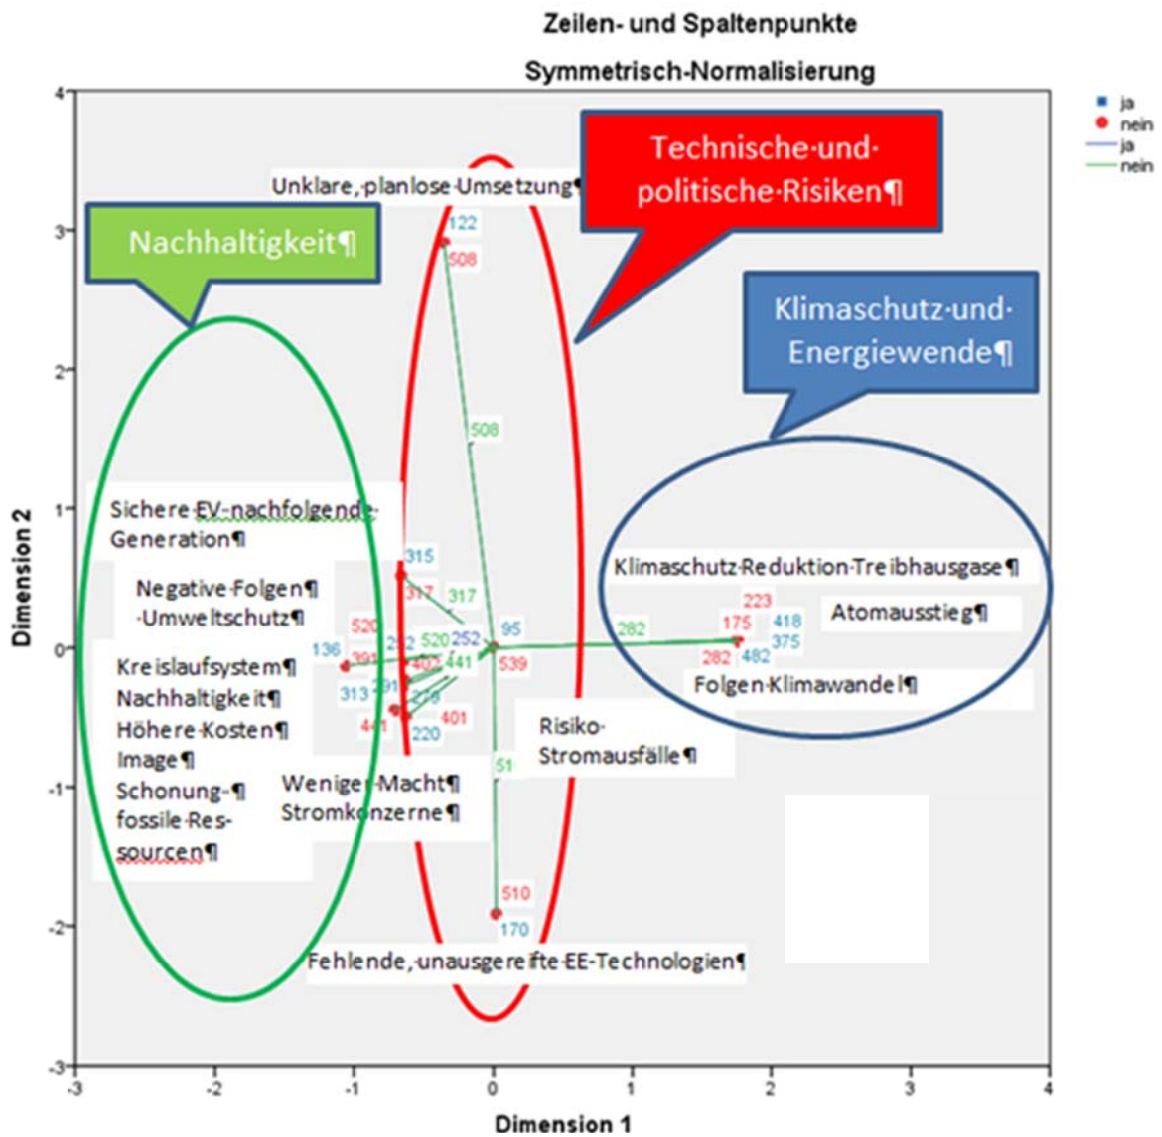 Zeilen- und Spaltenpunkte
Symmetrisch-Normalisierung
ja
nein
ja
nein
Technische·und·
politische·Risiken¶
Unklare,·planlose·Umsetzung¶
Nachhaltigkeit¶
Klimaschutz·und·
Energiewende¶
122
508
508
Sichere·EV-nachfolgende·
Generation¶
315
317
317
Negative·Folgen¶
·Umweltschutz¶
Klimaschutz·Reduktion·Treibhausgase¶
223
Atomausstieg¶
175
418
282
375
282
482
Folgen·Klimawandel¶
520
95
136
391
520
252
402
441
539
Kreislaufsystem¶
Nachhaltigkeit¶
Höhere·Kosten¶
Image¶
Schonung-¶
fossile·Res-
sourcen¶
313
401
441
220
Risiko-
Stromausfälle¶
51
Weniger·Macht¶
Stromkonzerne¶
510
170
Fehlende,·unausgereifte·EE-Technologien¶
4
3
2
1
0
-1
-2
-3
Dimension 2
-3
-2
-1
0
1
2
3
4
Dimension 1